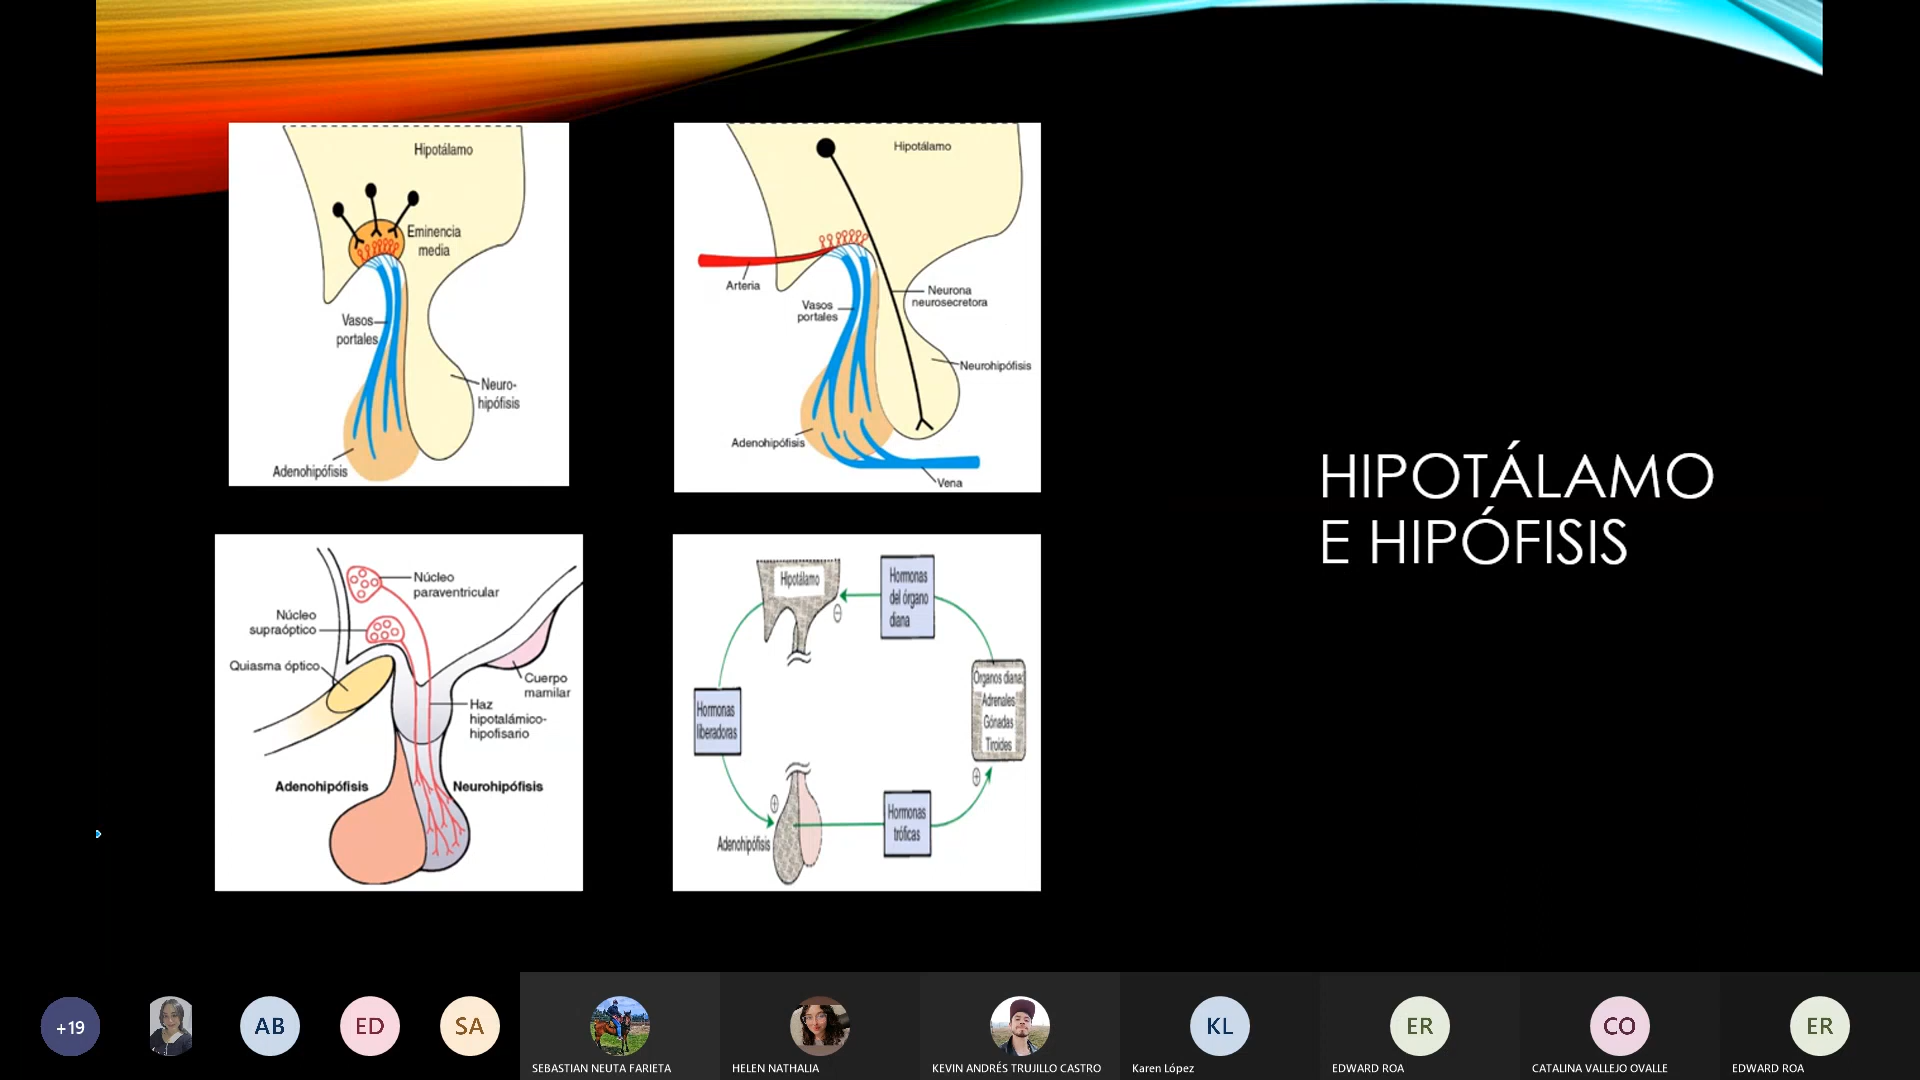 Hipotálamo
Eminencia
media
Vasos
portales
Neuro-
hipófisis
Adenohipófisis
Hipotálamo
Arteria
Vasos
portales
Neurona
neurosecretora
Neurohipófisis
Adenohipófisis
Vena
Núcleo
paraventricular
Núcleo
supraóptico
Quiasma óptico
Cuerpo
mamilar
Haz
hipotalámico-
hipofisario
Adenohipófisis
Neurohipófisis
Hipotálamo
Hormonas
del órgano
diana
Órganos diana:
Adrenales
Gónadas
Tiroides
Hormonas
liberadoras
Adenohipófisis
Hormonas
tróficas
HIPOTÁLAMO
E HIPÓFISIS
+19
AB
ED
SA
KL
ER
CO
ER
SEBASTIAN NEUTA FARIETA
HELEN NATHALIA
KEVIN ANDRÉS TRUJILLO CASTRO
Karen López
EDWARD ROA
CATALINA VALLEJO OVALLE
EDWARD ROA